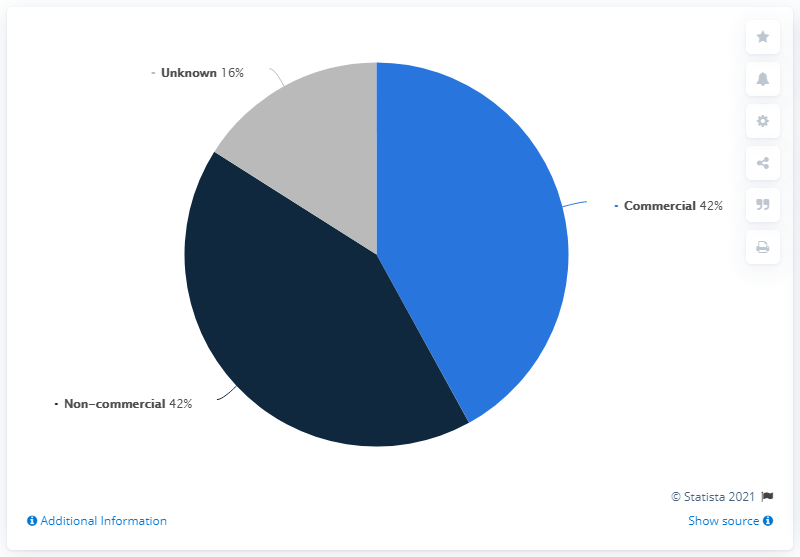 Unknown 16%
Commercial 42%
Non-commercial 42%
© Statista 2021
Additional Information
Show source